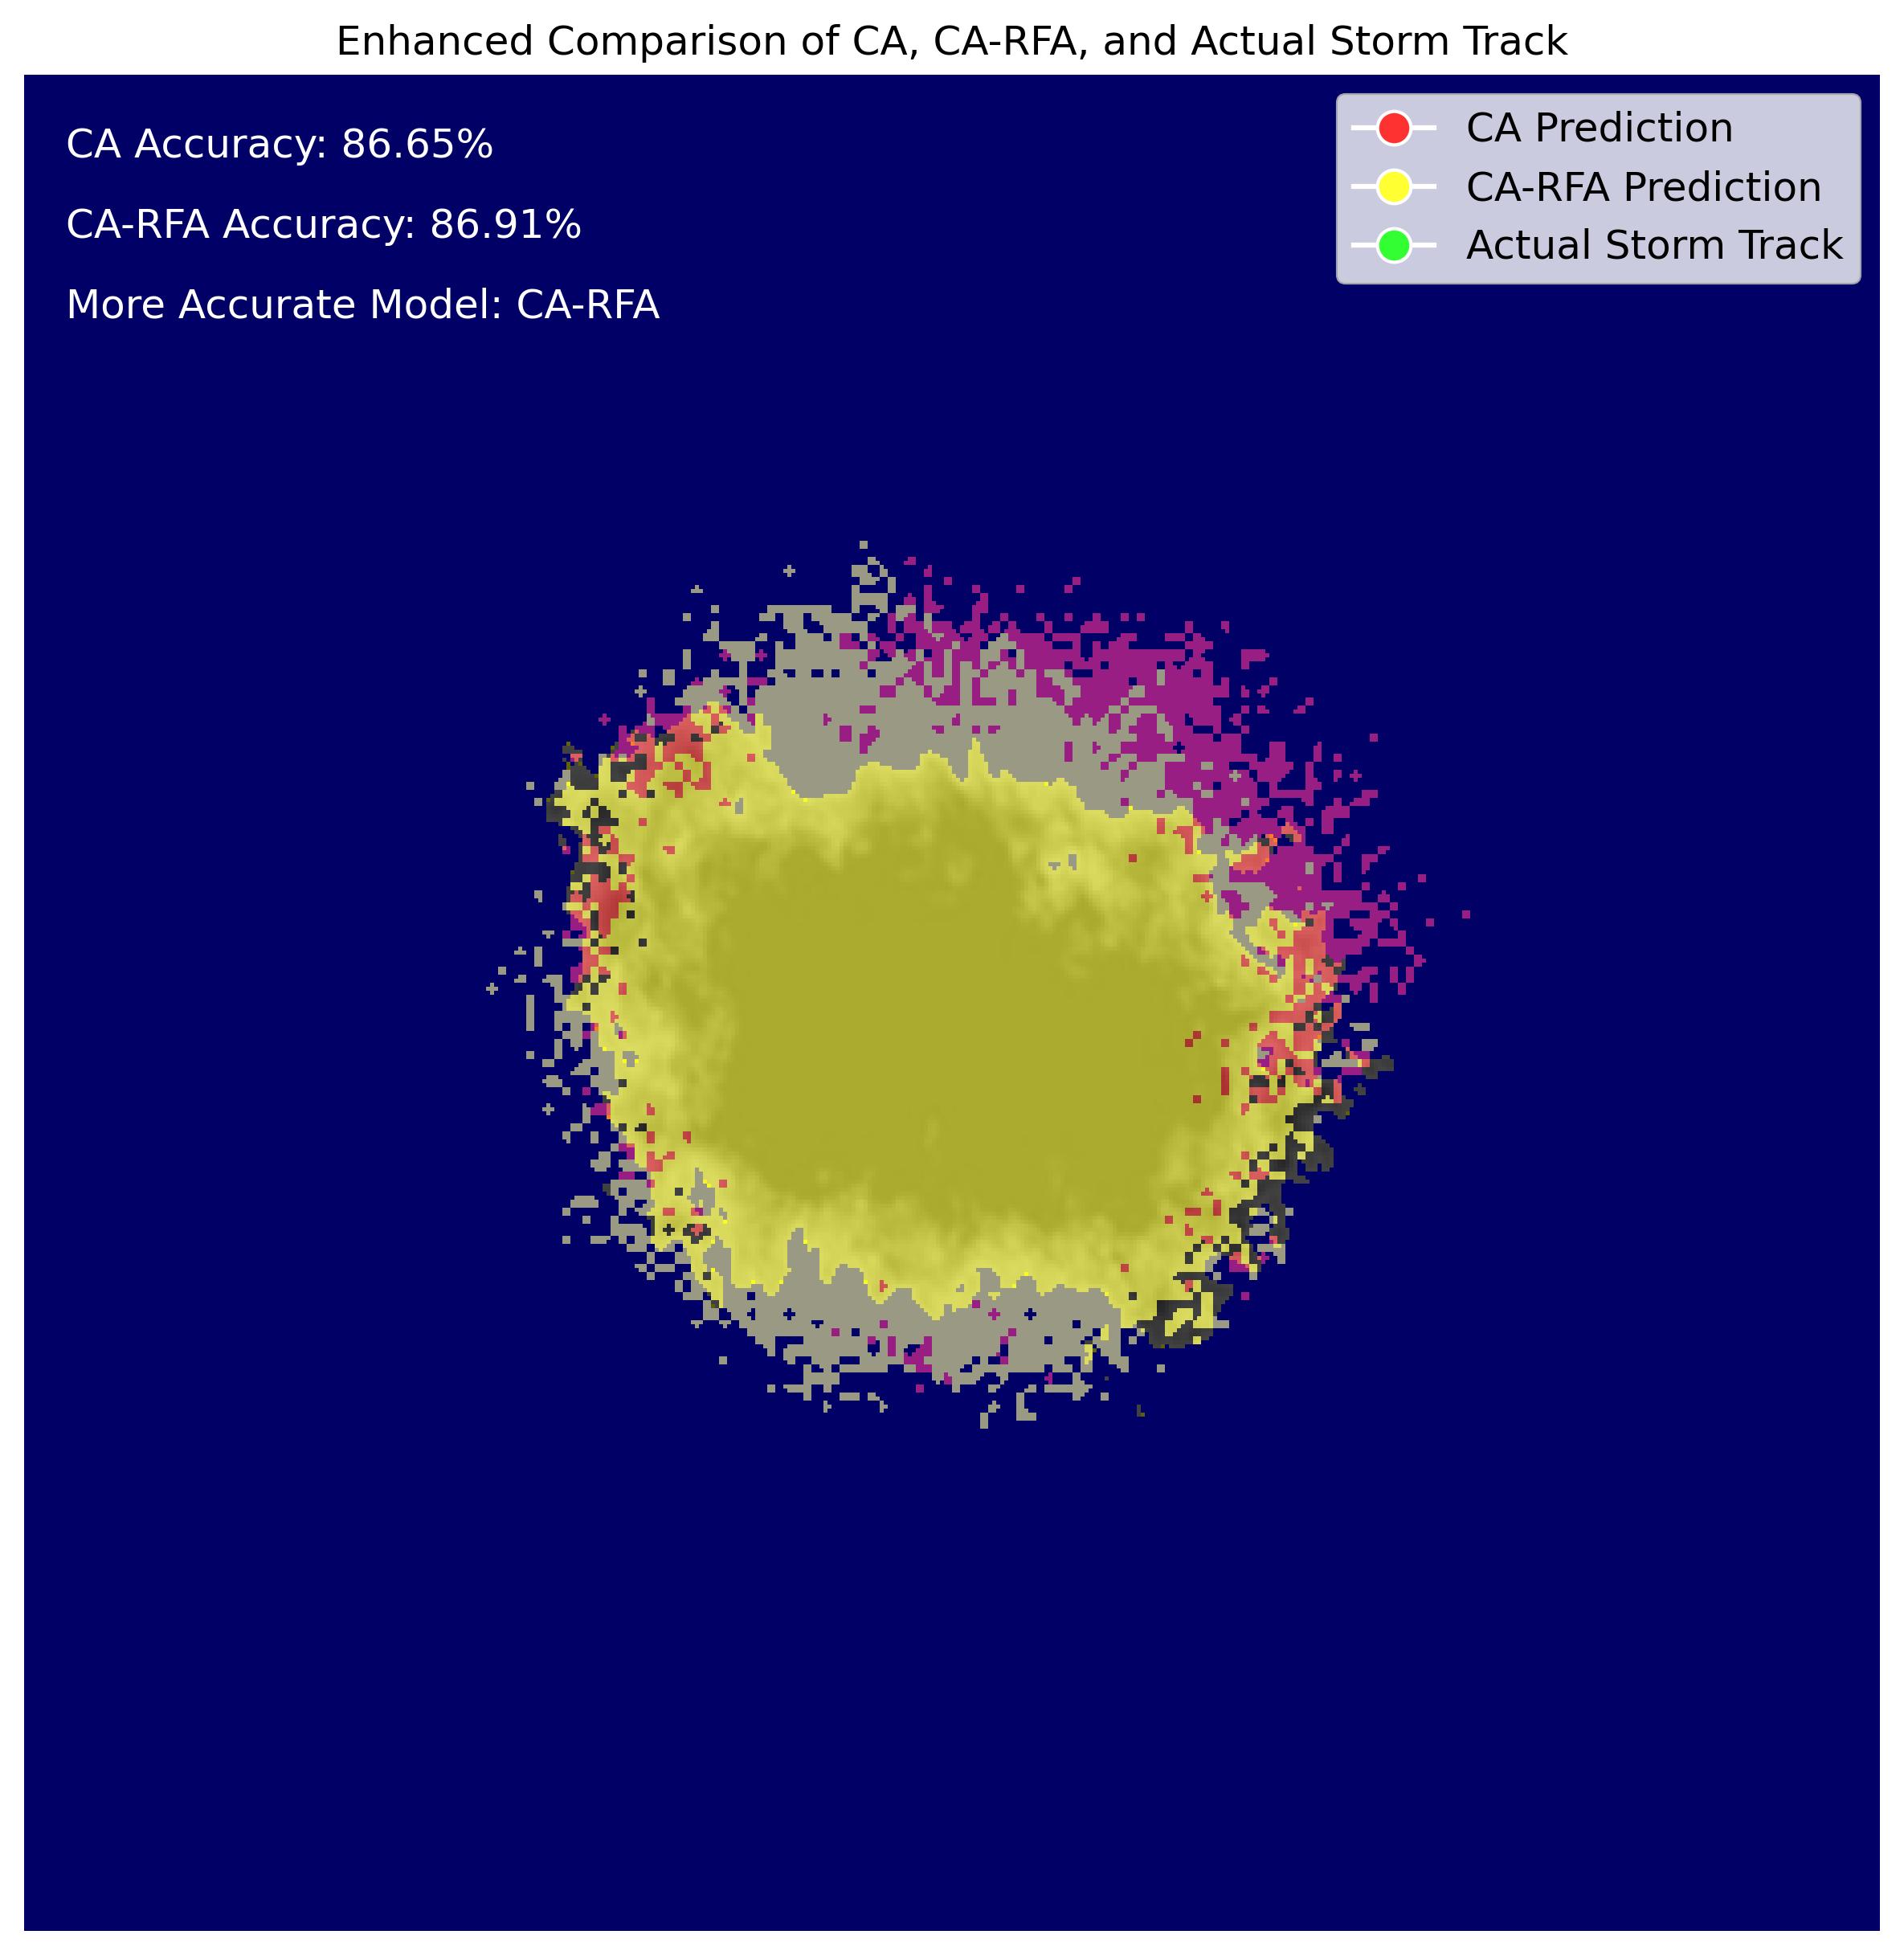 Enhanced Comparison of CA, CA-RFA, and Actual Storm Track
CA Accuracy: 86.65%
CA-RFA Accuracy: 86.91%
More Accurate Model: CA-RFA
CA Prediction
CA-RFA Prediction
Actual Storm Track